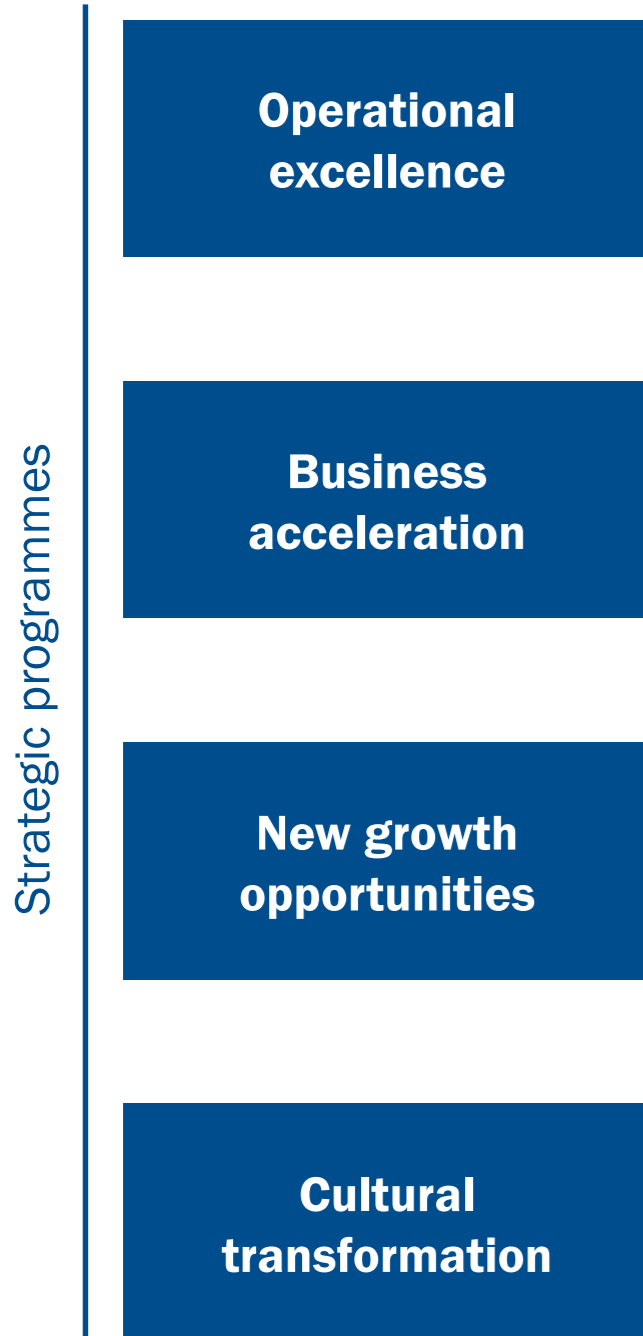 Strategic programmes
Operational
excellence
Business
acceleration
New growth
opportunities
Cultural
transformation